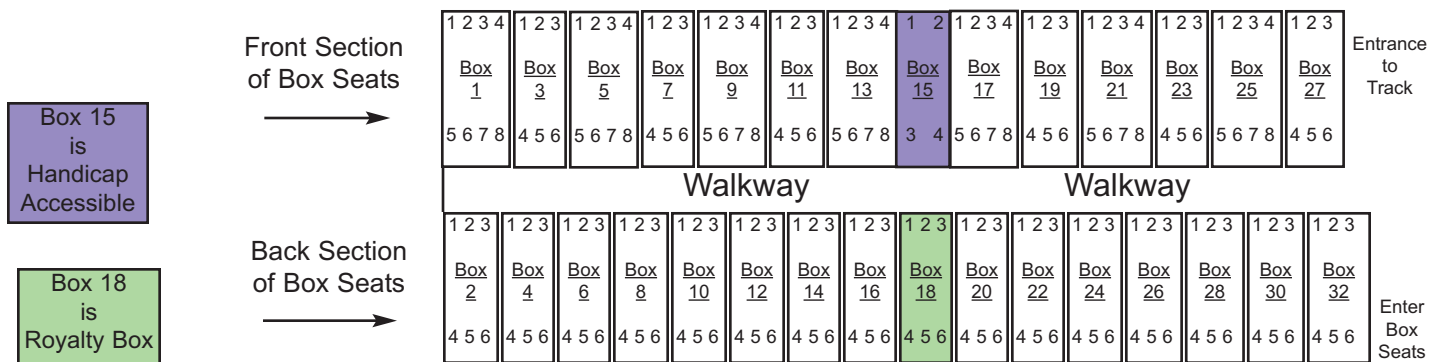 1 2 3 4 1 2 3 1 2 3 4 1 2 3 1 2 3 4 1 2 3 1 2 3 4 1 2 1 2 3 4 1 2 3 1 2 3 4 1 2 3 1 2 3 4 1 2 3
Front Section
of Box Seats
Box Box Box Box Box Box Box Box Box Box Box Box Box Box
1 3 5 7 9 11 13 15 17 19 21 23 25 27
5 6 7 8 4 5 6 5 6 7 8 4 5 6 5 6 7 8 4 5 6 5 6 7 8 3 4 5 6 7 8 4 5 6 5 6 7 8 4 5 6 5 6 7 8 4 5 6
Entrance
to
Track
Box 15
is
Handicap
Accessible
Walkway Walkway
1 2 3 1 2 3 1 2 3 1 2 3 1 2 3 1 2 3 1 2 3 1 2 3 1 2 3 1 2 3 1 2 3 1 2 3 1 2 3 1 2 3 1 2 3 1 2 3
Back Section
of Box Seats
Box Box Box Box Box Box Box Box Box Box Box Box Box Box Box Box
2 4 6 8 10 12 14 16 18 20 22 24 26 28 30 32
4 5 6 4 5 6 4 5 6 4 5 6 4 5 6 4 5 6 4 5 6 4 5 6 4 5 6 4 5 6 4 5 6 4 5 6 4 5 6 4 5 6 4 5 6 4 5 6
Box 18
is
Royalty Box
Enter
Box
Seats